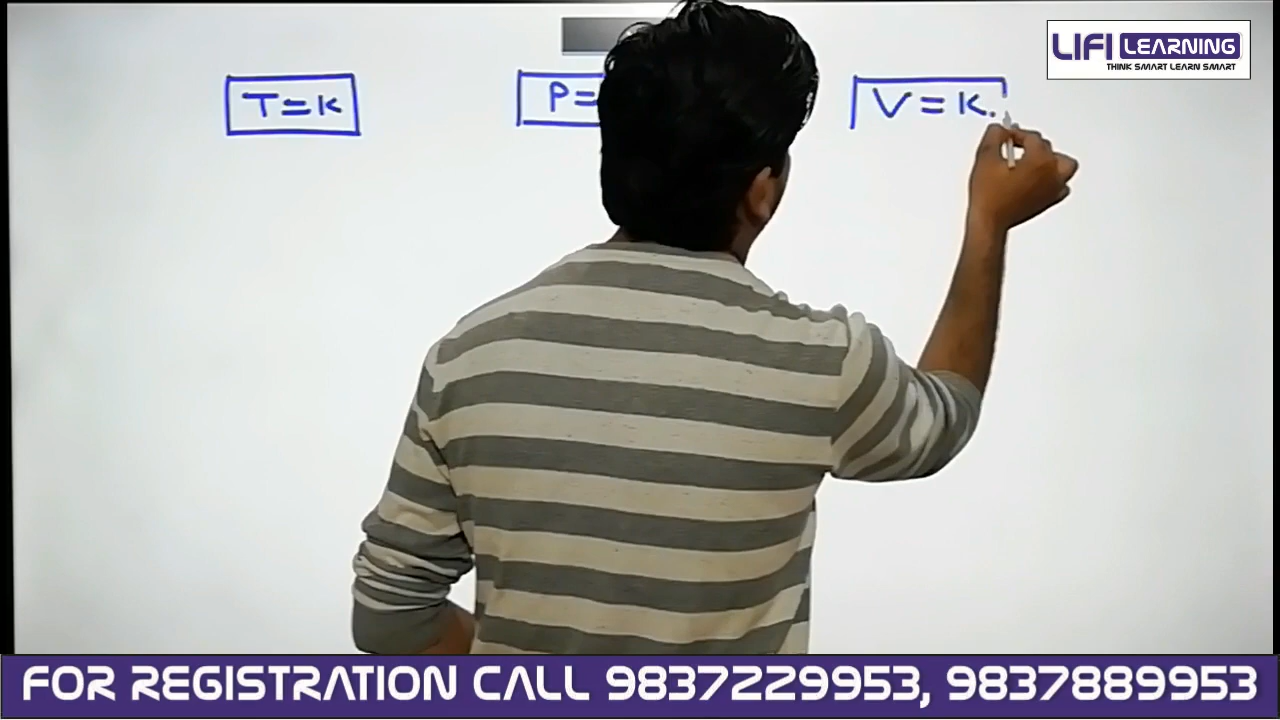 LIFI LEARNING
THINK SMART LEARN SMART
T = K
P =
V = K.
FOR REGISTRATION CALL 9837229953, 9837889953